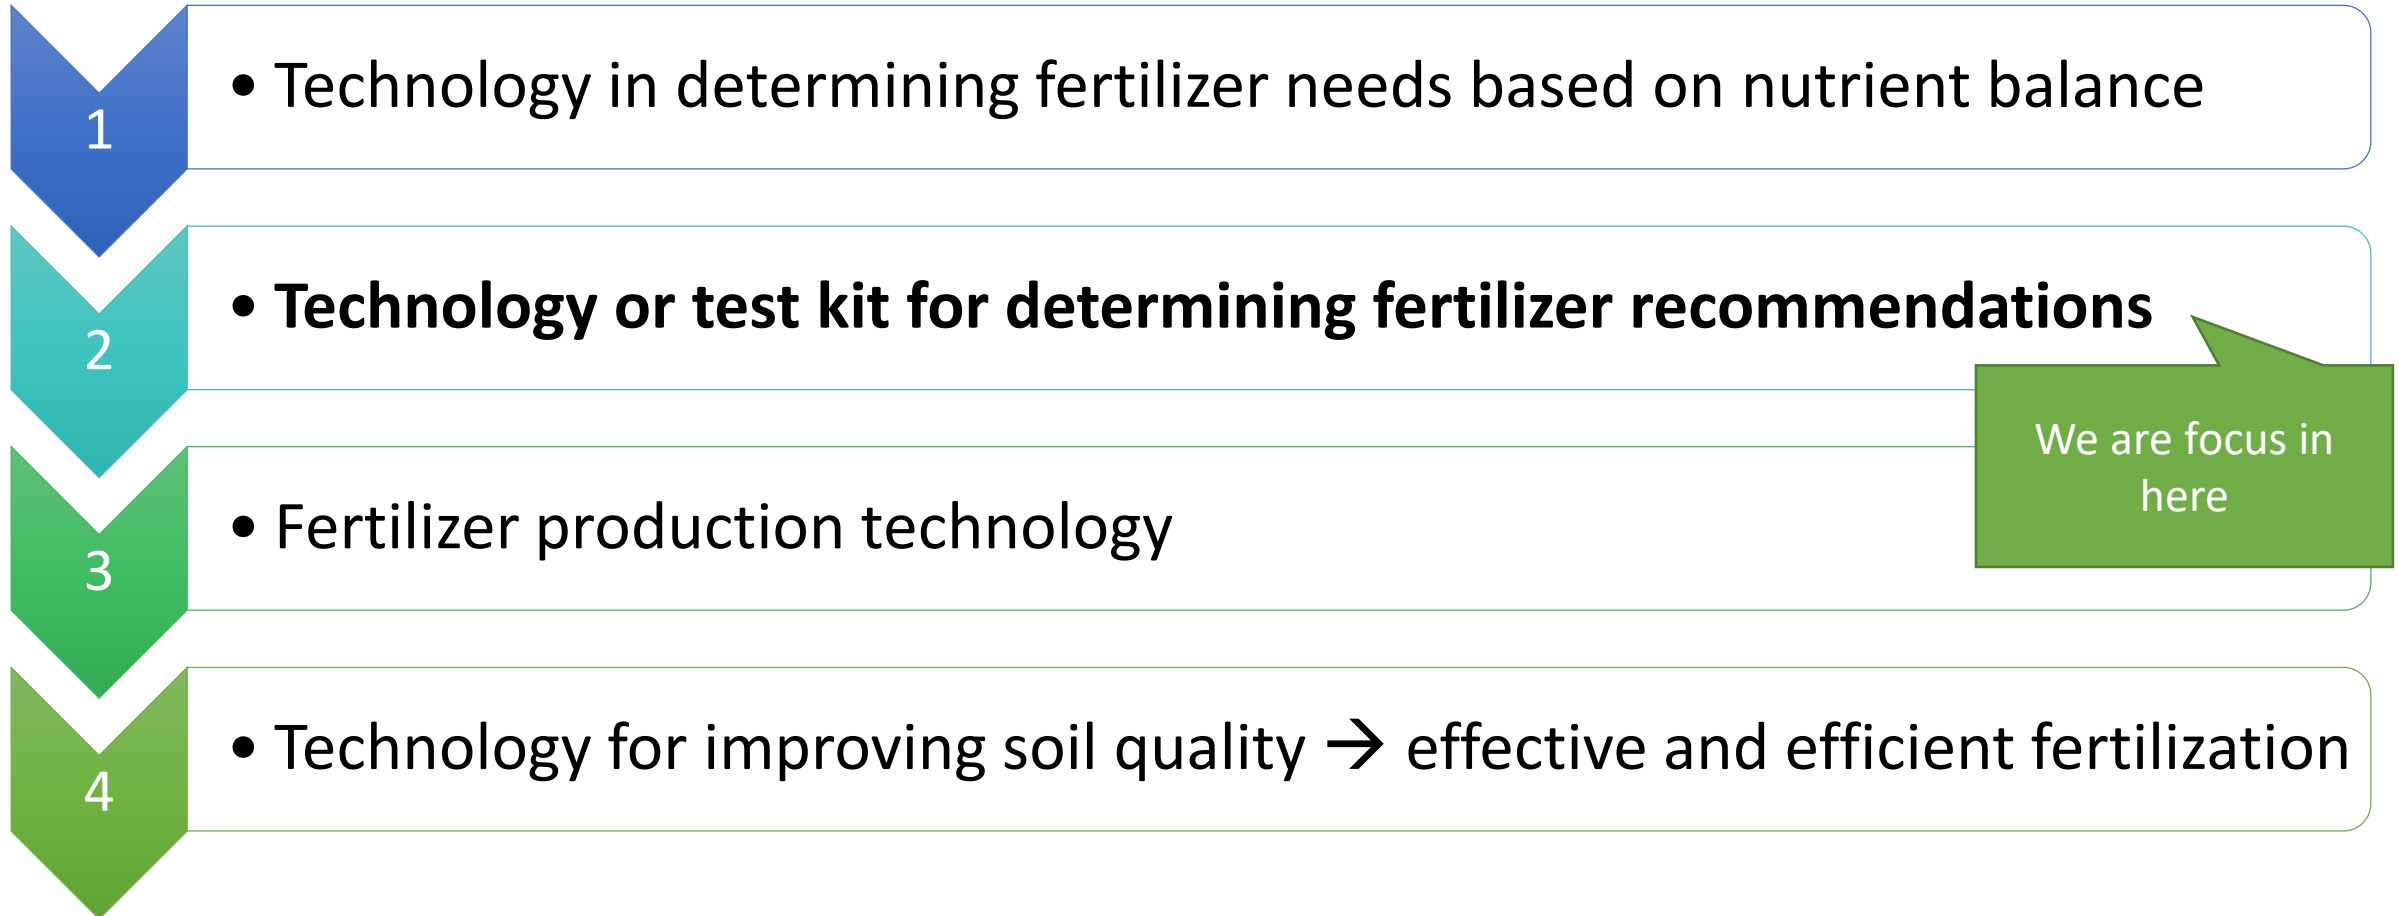 1
• Technology in determining fertilizer needs based on nutrient balance
2
• Technology or test kit for determining fertilizer recommendations
We are focus in
here
3
• Fertilizer production technology
4
• Technology for improving soil quality → effective and efficient fertilization